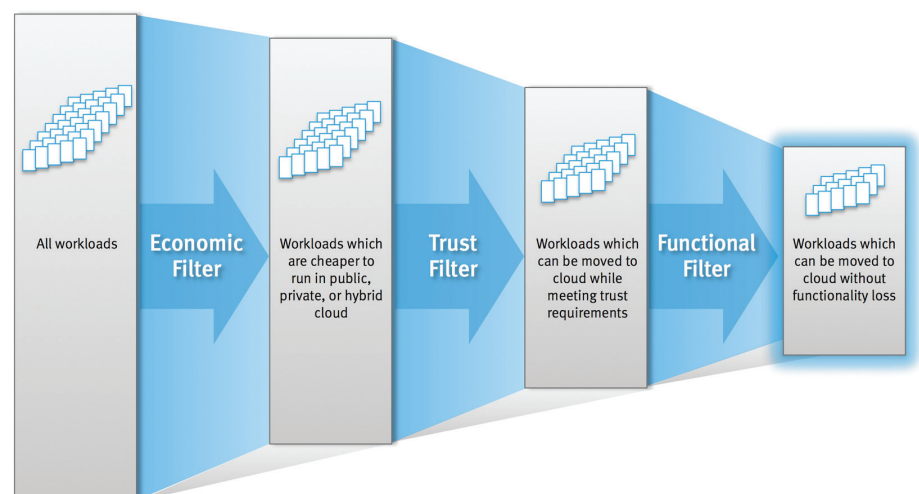 All workloads
Economic
Filter
Workloads which
are cheaper to
run in public,
private, or hybrid
cloud
Trust
Filter
Workloads which
can be moved to
cloud while
meeting trust
requirements
Functional
Filter
Workloads which
can be moved to
cloud without
functionality loss